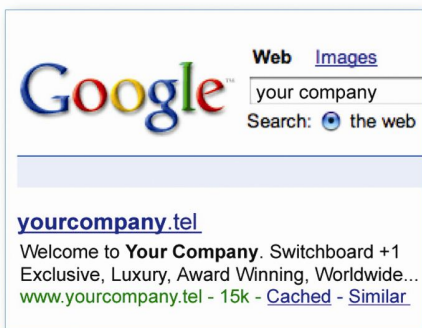 Web Images
Google™
your company
Search: the web
yourcompany.tel
Welcome to Your Company. Switchboard +1
Exclusive, Luxury, Award Winning, Worldwide...
www.yourcompany.tel - 15k - Cached - Similar